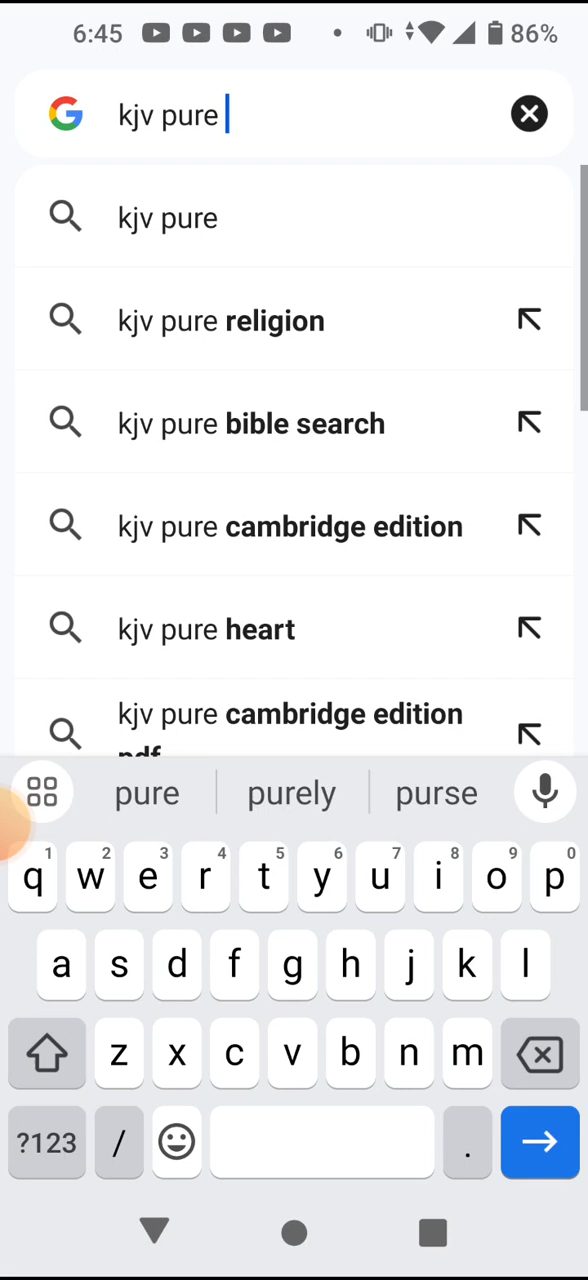 6:45 86%
kjv pure
kjv pure
kjv pure religion
kjv pure bible search
kjv pure cambridge edition
kjv pure heart
kjv pure cambridge edition
pdf
pure purely purse
1 2 3 4 5 6 7 8 9 0
q w e r t y u i o p
a s d f g h j k l
z x c v b n m
?123 / .